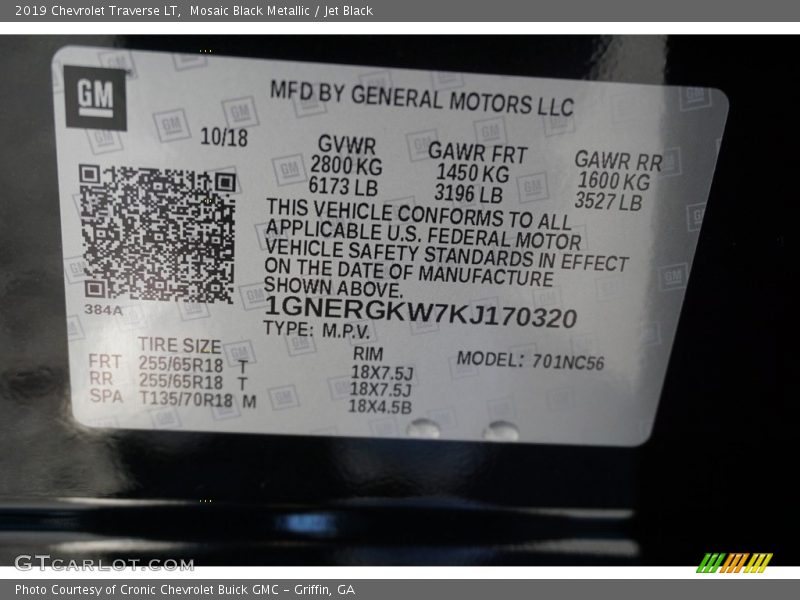 2019 Chevrolet Traverse LT, Mosaic Black Metallic / Jet Black
GM
MFD BY GENERAL MOTORS LLC
10/18
GVWR GAWR FRT GAWR RR
2800 KG 1450 KG 1600 KG
6173 LB 3196 LB 3527 LB
THIS VEHICLE CONFORMS TO ALL
APPLICABLE U.S. FEDERAL MOTOR
VEHICLE SAFETY STANDARDS IN EFFECT
ON THE DATE OF MANUFACTURE
SHOWN ABOVE.
384A
1GNERGKW7KJ170320
TYPE: M.P.V.
TIRE SIZE RIM MODEL: 701NC56
FRT 255/65R18 T 18X7.5J
RR 255/65R18 T 18X7.5J
SPA T135/70R18 M 18X4.5B
GTCARLOT.COM
Photo Courtesy of Cronic Chevrolet Buick GMC - Griffin, GA